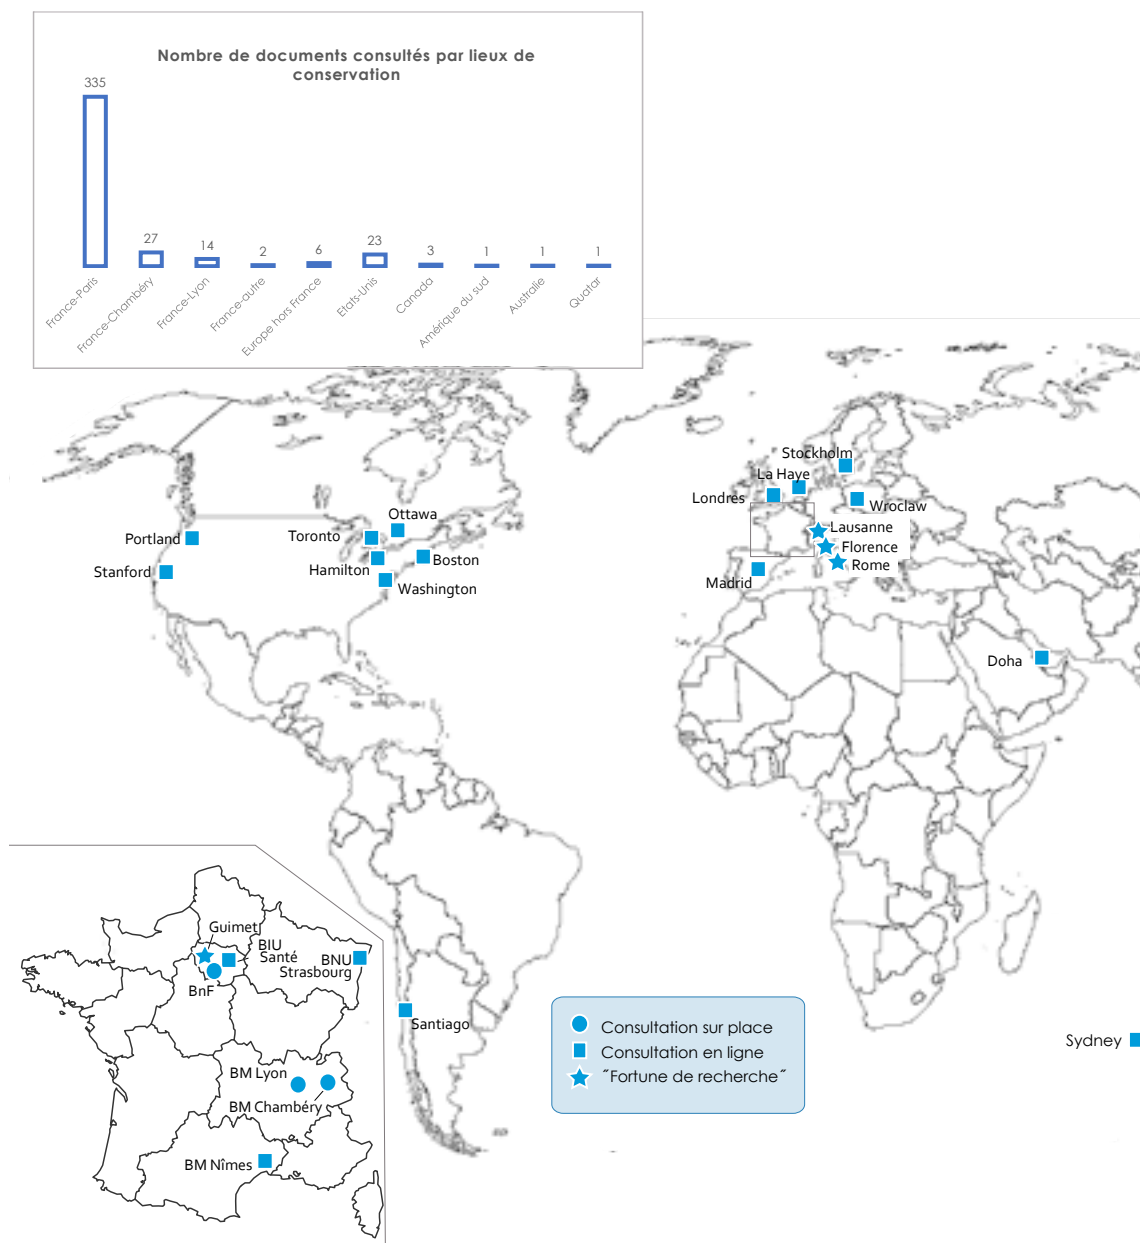 Nombre de documents consultés par lieux de
conservation
335
27
14
2
6
23
3
1
1
1
France-Paris
France-Chambéry
France-Lyon
France-autre
Europe hors France
Etats-Unis
Canada
Amérique du sud
Australie
Quatar
Stockholm
La Haye
Londres
Wroclaw
Ottawa
Portland
Toronto
Lausanne
Florence
Boston
Hamilton
Rome
Stanford
Madrid
Washington
Doha
Guimet
BIU
Santé
BNU
Strasbourg
BnF
Santiago
Consultation sur place
Consultation en ligne
"Fortune de recherche"
Sydney
BM Lyon
BM Chambéry
BM Nîmes